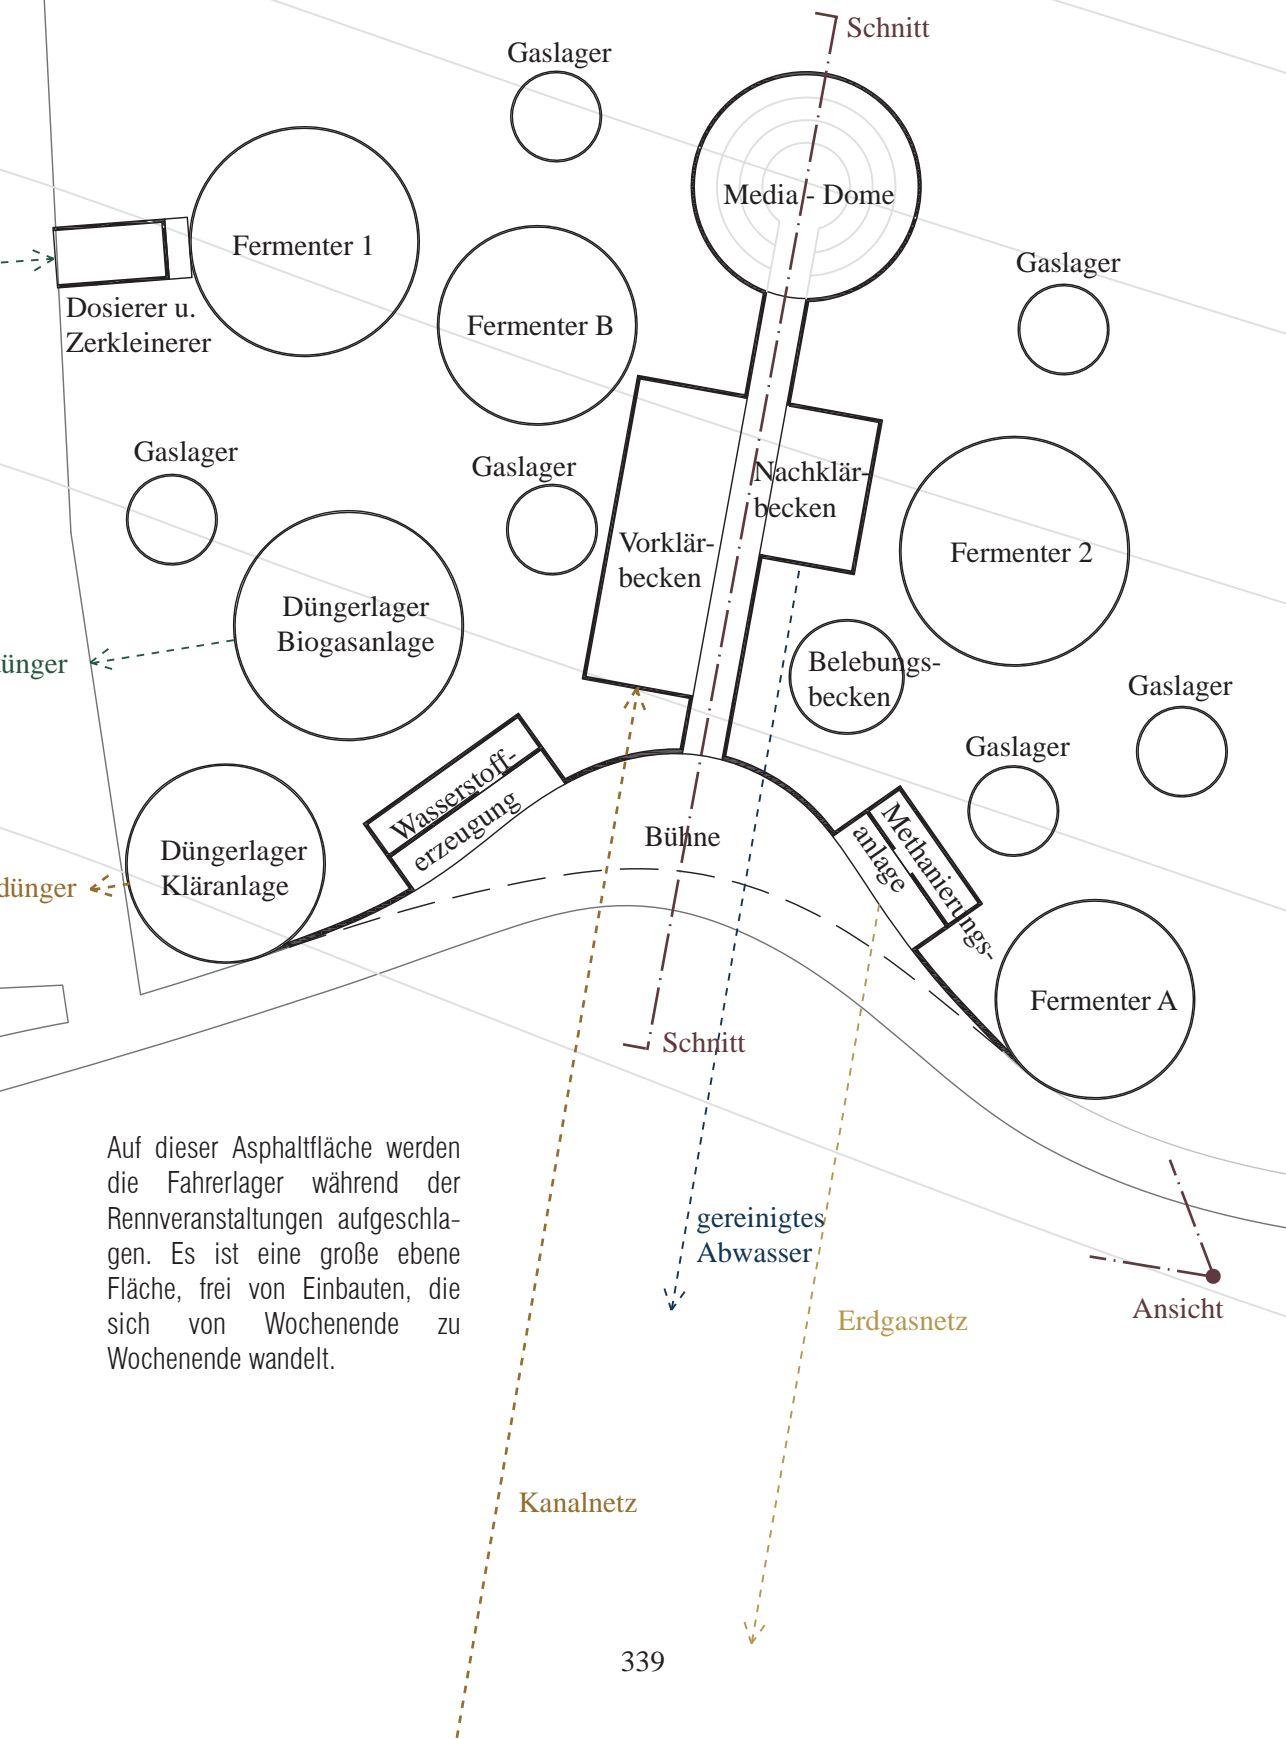 Schnitt
Gaslager
Media - Dome
Fermenter 1
Gaslager
Dosierer u.
Zerkleinerer
Fermenter B
Gaslager
Gaslager
Nachklär-
becken
Vorklär-
becken
Fermenter 2
Düngerlager
Biogasanlage
Belebungs-
becken
Gaslager
Gaslager
Wasserstoff-
erzeugung
Bühne
Methanierungs-
anlage
Düngerlager
Kläranlage
Fermenter A
Schnitt
Auf dieser Asphaltfläche werden
die Fahrerlager während der
Rennveranstaltungen aufgeschla-
gen. Es ist eine große ebene
Fläche, frei von Einbauten, die
sich von Wochenende zu
Wochenende wandelt.
gereinigtes
Abwasser
Erdgasnetz
Ansicht
Kanalnetz
339